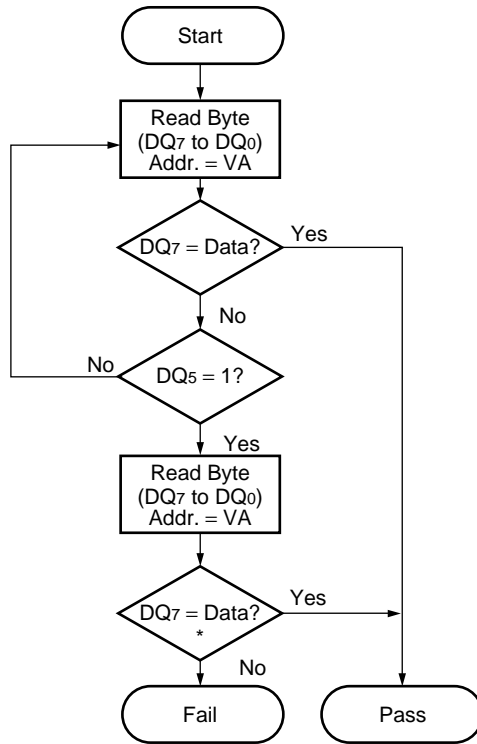 Start
Read Byte
(DQ7 to DQ0)
Addr. = VA
DQ7 = Data?
Yes
No
No
DQ5 = 1?
Yes
Read Byte
(DQ7 to DQ0)
Addr. = VA
DQ7 = Data?
*
Yes
No
Fail
Pass